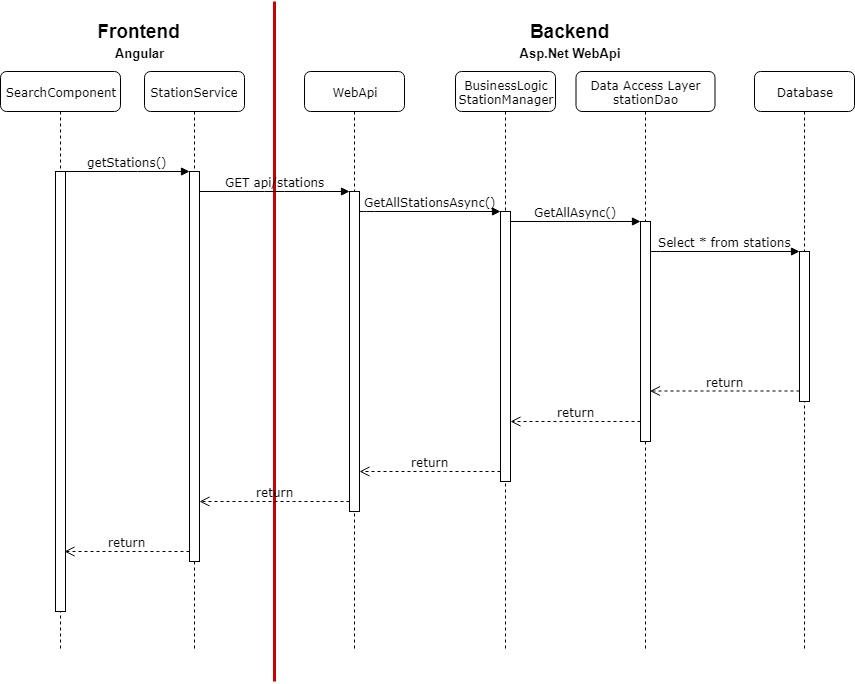 Frontend
Angular
Backend
Asp.Net WebApi
SearchComponent
StationService
WebApi
BusinessLogic
StationManager
Data Access Layer
stationDao
Database
getStations()
GET api/stations
GetAllStationsAsync()
GetAllAsync()
Select * from stations
return
return
return
return
return